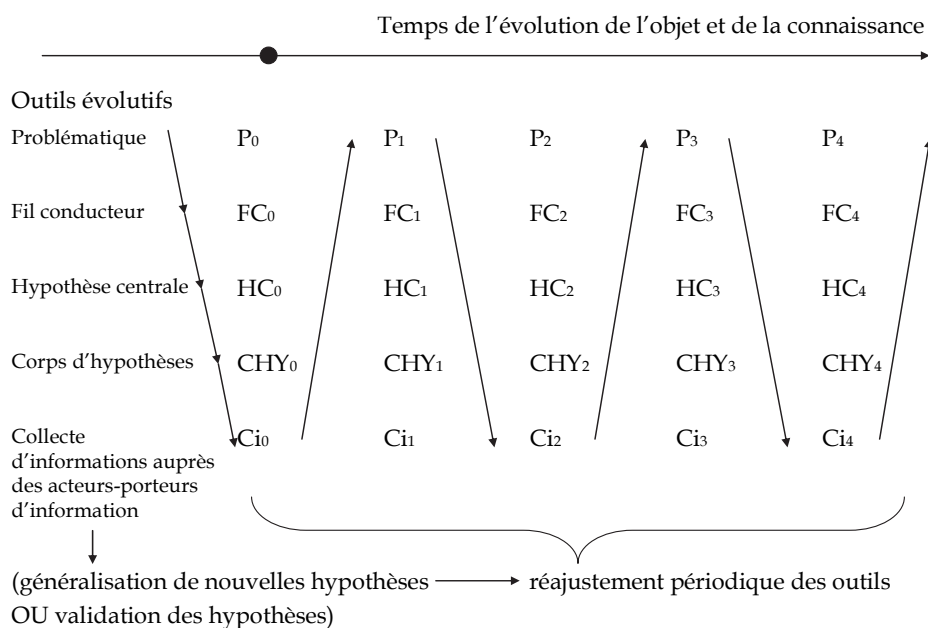 Temps de l’évolution de l’objet et de la connaissance
Outils évolutifs
Problématique P₀ P₁ P₂ P₃ P₄
Fil conducteur FC₀ FC₁ FC₂ FC₃ FC₄
Hypothèse centrale HC₀ HC₁ HC₂ HC₃ HC₄
Corps d’hypothèses CHY₀ CHY₁ CHY₂ CHY₃ CHY₄
Collecte Ci₀ Ci₁ Ci₂ Ci₃ Ci₄
d’informations auprès
des acteurs-porteurs
d’information
(généralisation de nouvelles hypothèses réajustement périodique des outils
OU validation des hypothèses)